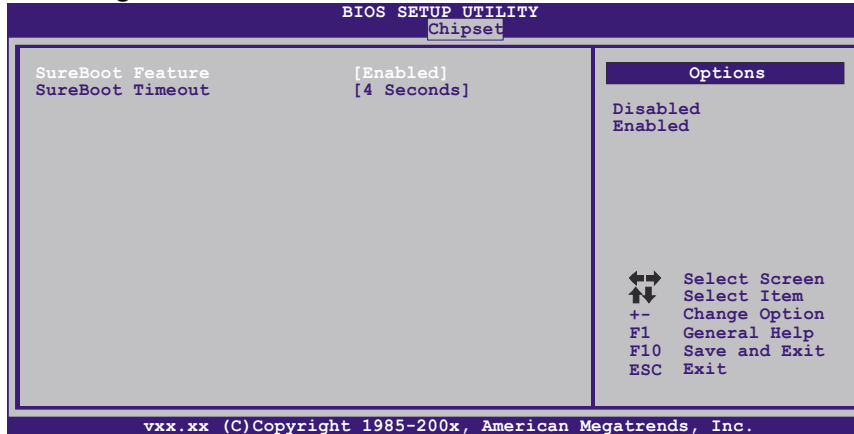 BIOS SETUP UTILITY
Chipset
SureBoot Feature [Enabled]
SureBoot Timeout [4 Seconds]
Options
Disabled
Enabled
Select Screen
Select Item
+- Change Option
F1 General Help
F10 Save and Exit
ESC Exit
vxx.xx (C)Copyright 1985-200x, American Megatrends, Inc.